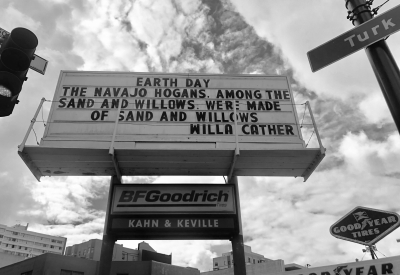 EARTH DAY
THE NAVAJO HOGANS. AMONG THE
SAND AND WILLOWS. WERE MADE
OF SAND AND WILLOWS
WILLA CATHER
BFGoodrich
KAHN & KEVILLE
TURK
GOODYEAR
TIRES
GOODYEAR